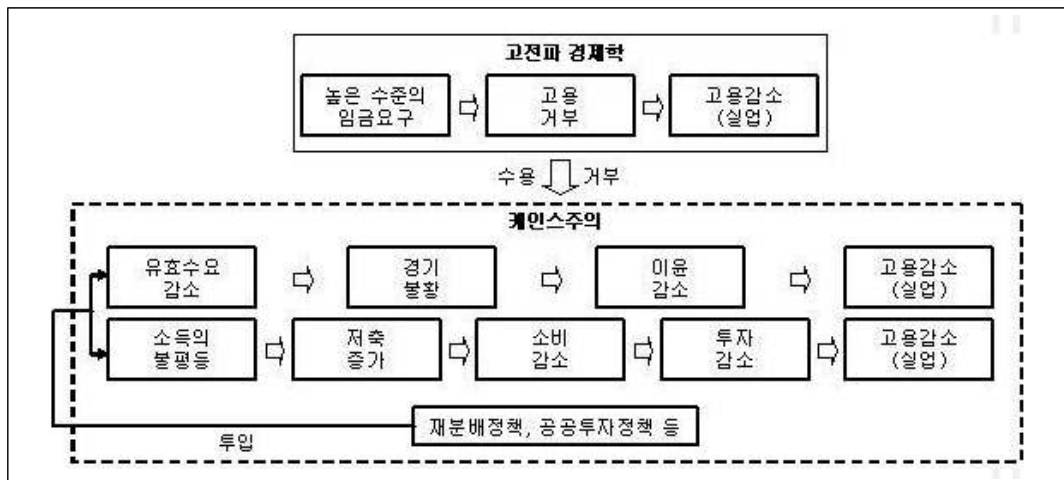 고전파 경제학
높은 수준의
임금요구
고용
거부
고용감소
(실업)
수용
거부
케인스주의
유효수요
감소
경기
불황
이윤
감소
고용감소
(실업)
소득의
불평등
저축
증가
소비
감소
투자
감소
고용감소
(실업)
재분배정책, 공공투자정책 등
투입